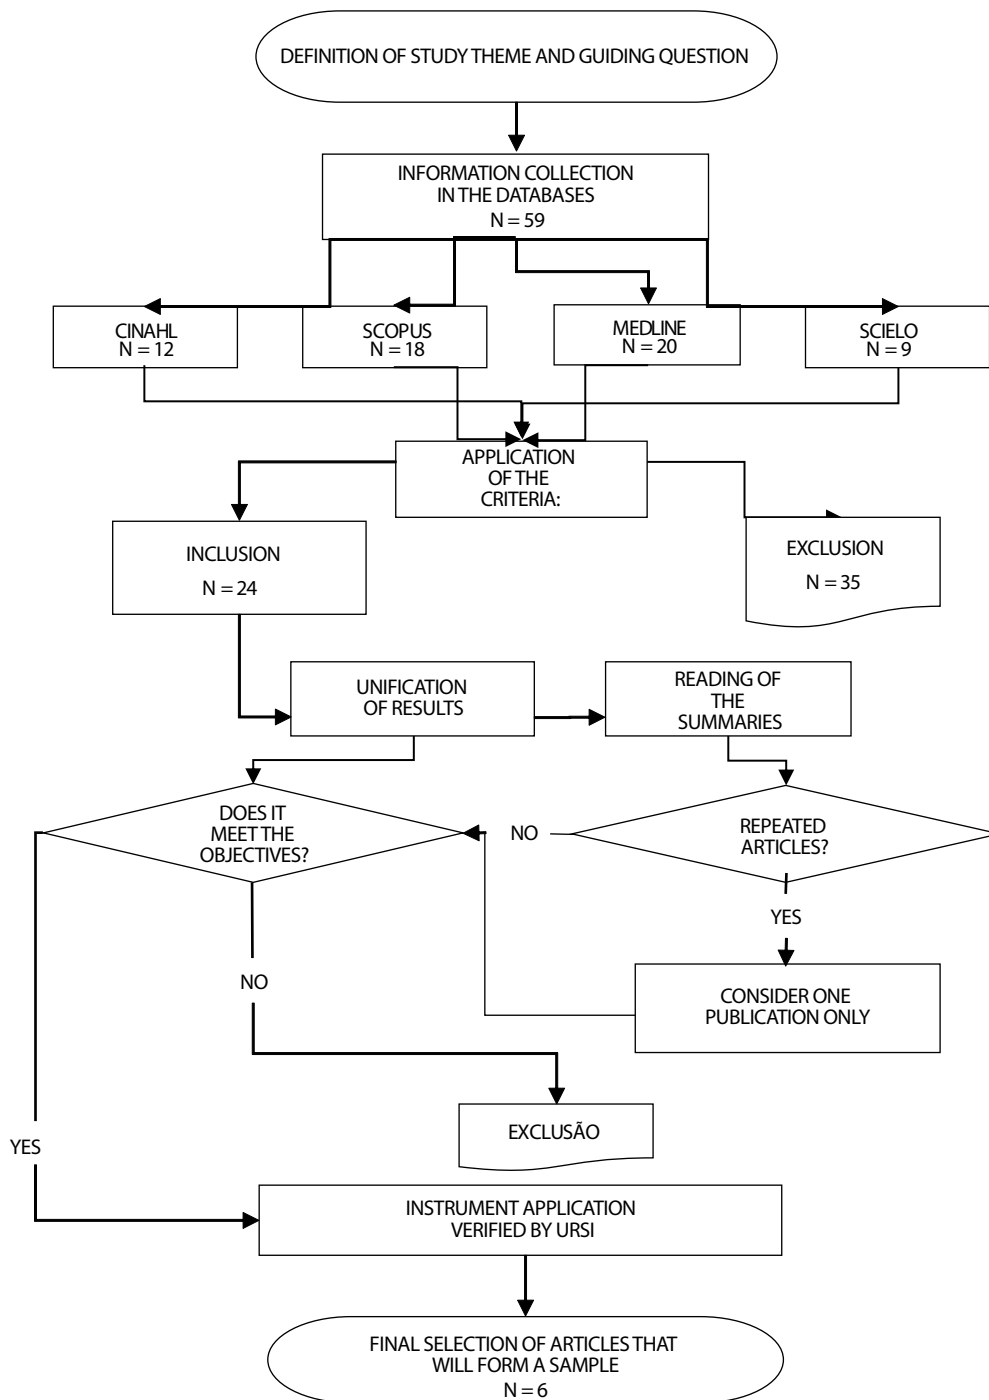 DEFINITION OF STUDY THEME AND GUIDING QUESTION
INFORMATION COLLECTION
IN THE DATABASES
N = 59
CINAHL
N = 12
SCOPUS
N = 18
MEDLINE
N = 20
SCIELO
N = 9
APPLICATION
OF THE
CRITERIA:
INCLUSION
N = 24
EXCLUSION
N = 35
UNIFICATION
OF RESULTS
READING OF
THE
SUMMARIES
DOES IT
MEET THE
OBJECTIVES?
NO
REPEATED
ARTICLES?
YES
NO
CONSIDER ONE
PUBLICATION ONLY
EXCLUSÃO
YES
INSTRUMENT APPLICATION
VERIFIED BY URSI
FINAL SELECTION OF ARTICLES THAT
WILL FORM A SAMPLE
N = 6